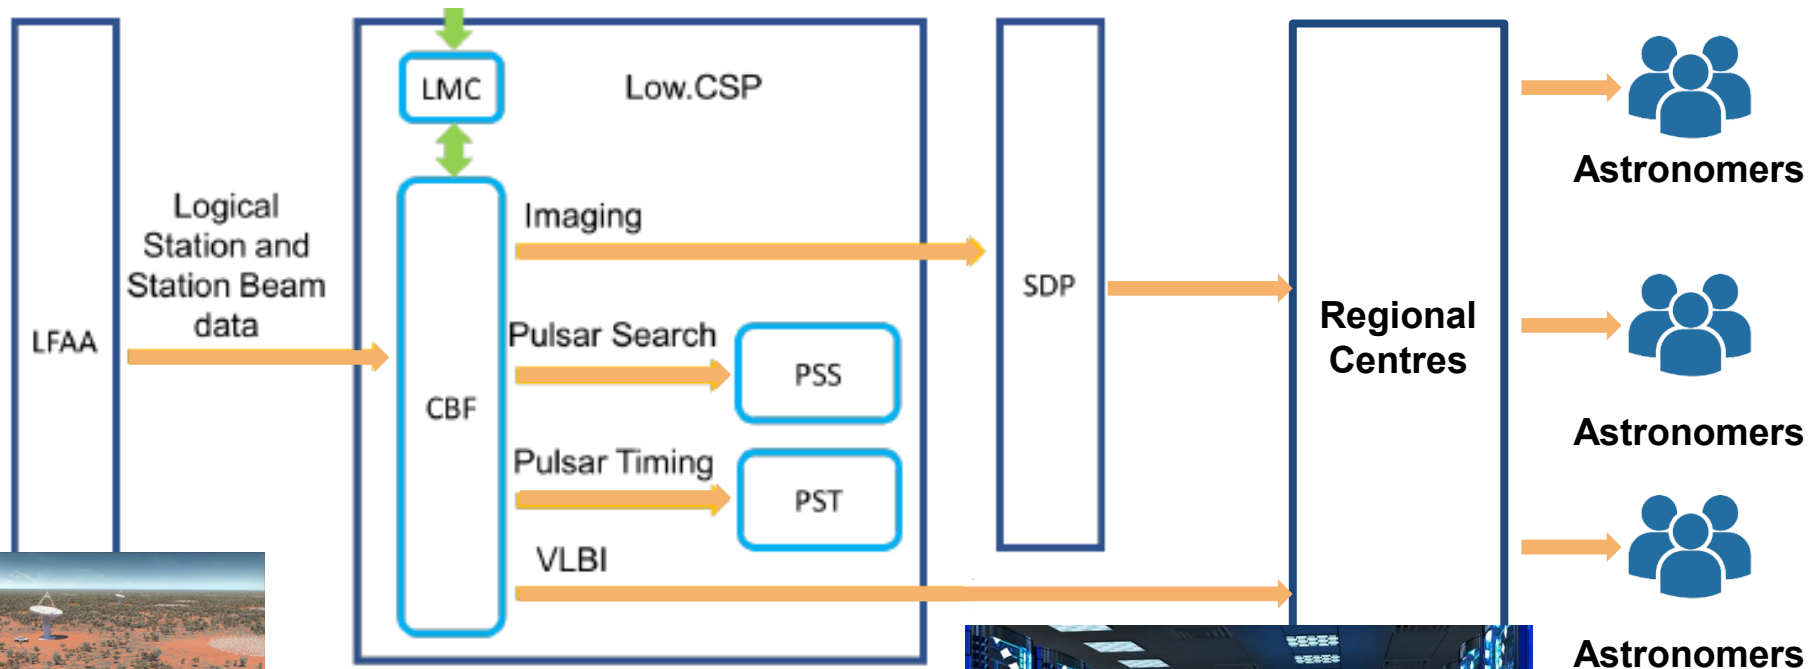 LFAA
Logical
Station and
Station Beam
data
LMC
Low.CSP
CBF
Imaging
Pulsar Search
PSS
Pulsar Timing
PST
VLBI
SDP
Regional
Centres
Astronomers
Astronomers
Astronomers